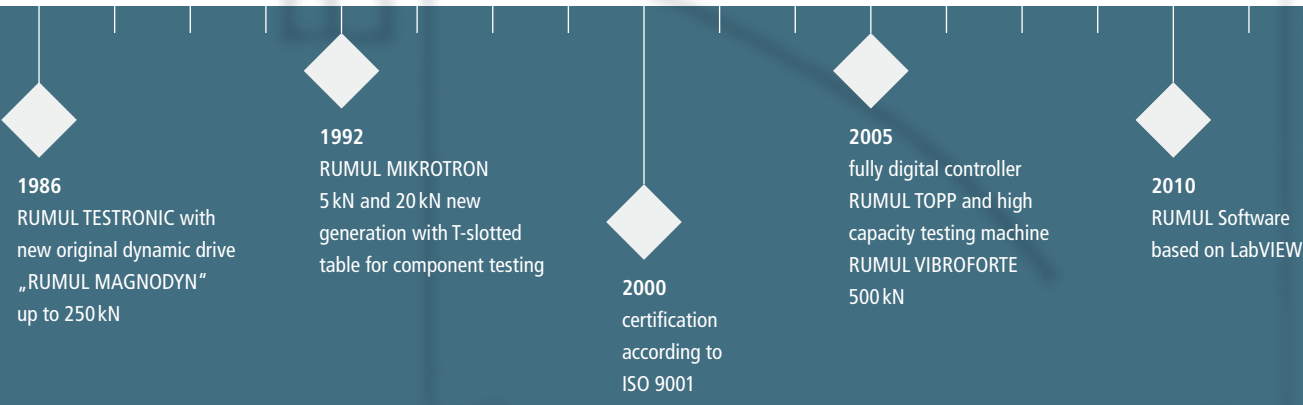 1986
RUMUL TESTRONIC with
new original dynamic drive
„RUMUL MAGNODYN“
up to 250 kN
1992
RUMUL MIKROTRON
5 kN and 20 kN new
generation with T-slotted
table for component testing
2000
certification
according to
ISO 9001
2005
fully digital controller
RUMUL TOPP and high
capacity testing machine
RUMUL VIBROFORTE
500 kN
2010
RUMUL Software
based on LabVIEW